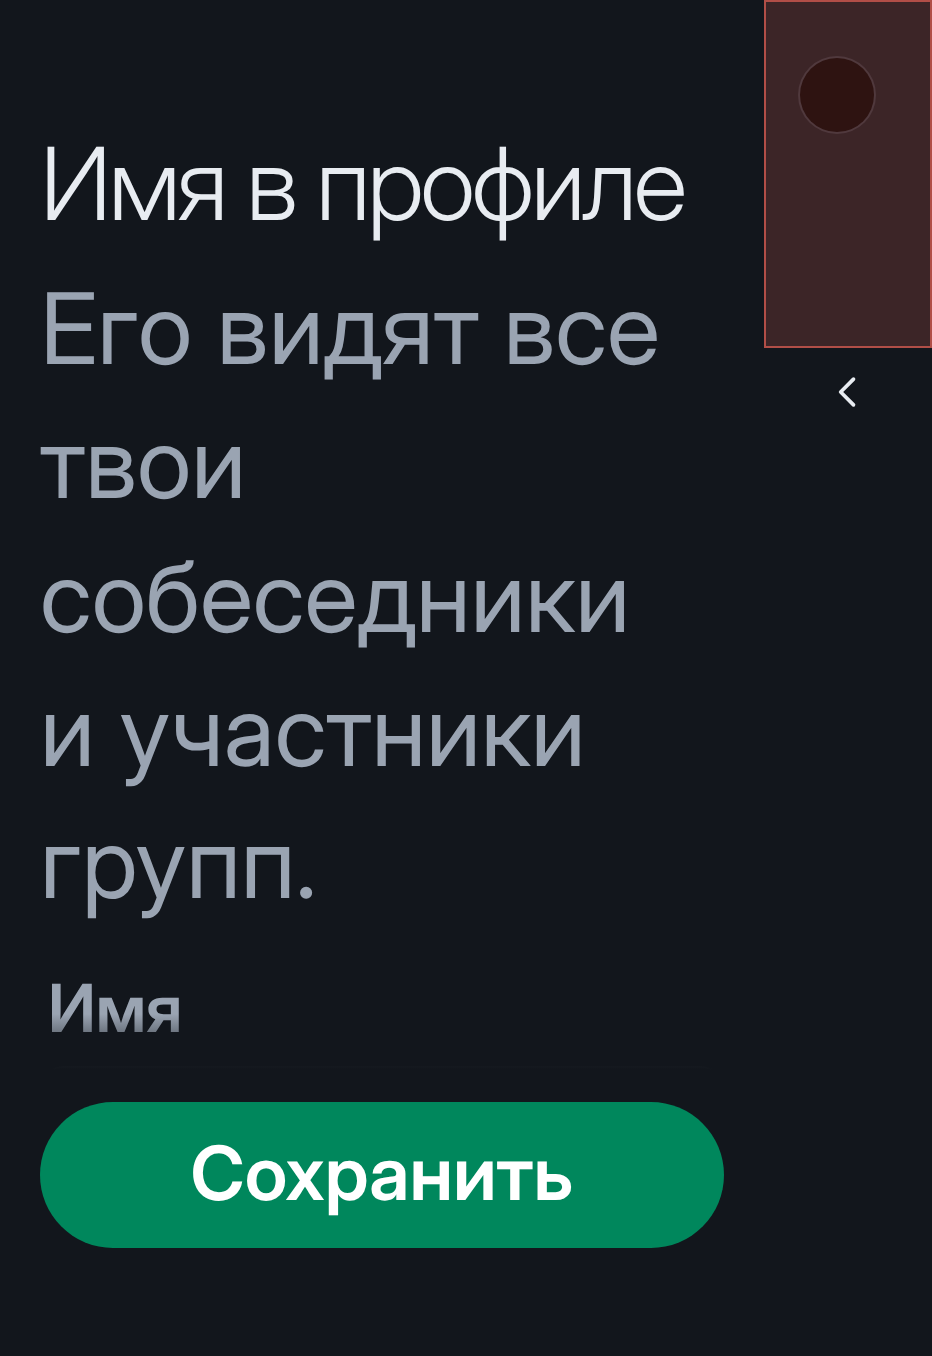 Имя в профиле
Его видят все
твои
собеседники
и участники
групп.
Имя
Сохранить